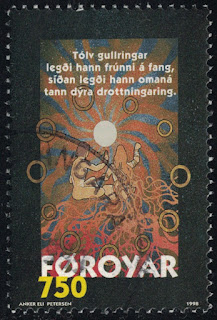 Tólv gullringar
legði hann frúnni á fang,
síðan legði hann omaná
tann dýra drottningaring.
FØROYAR
750
ANKER ELI PETERSEN
1998